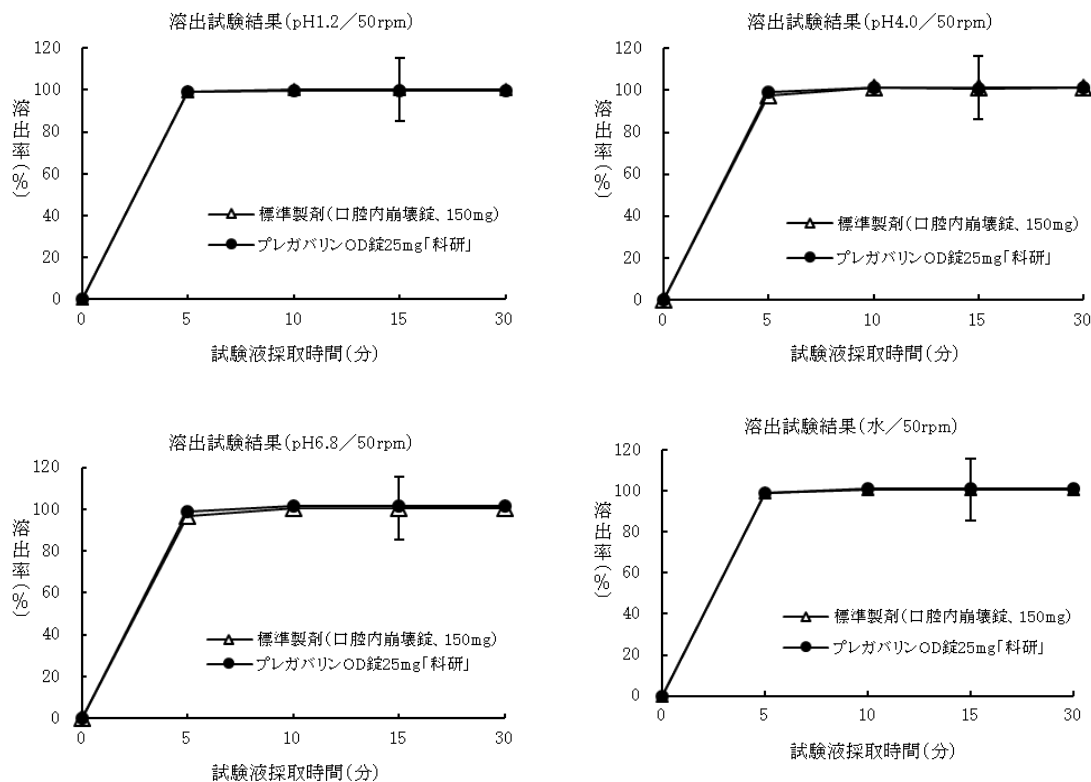 溶出試験結果(pH1.2／50rpm)
120
100
80
60
40
20
0
溶出率(%)
標準製剤(口腔内崩壊錠、150mg)
プレガバリンOD錠25mg「科研」
0 5 10 15 30
試験液採取時間(分)
溶出試験結果(pH4.0／50rpm)
120
100
80
60
40
20
0
溶出率(%)
標準製剤(口腔内崩壊錠、150mg)
プレガバリンOD錠25mg「科研」
0 5 10 15 30
試験液採取時間(分)
溶出試験結果(pH6.8／50rpm)
120
100
80
60
40
20
0
溶出率(%)
標準製剤(口腔内崩壊錠、150mg)
プレガバリンOD錠25mg「科研」
0 5 10 15 30
試験液採取時間(分)
溶出試験結果(水／50rpm)
120
100
80
60
40
20
0
溶出率(%)
標準製剤(口腔内崩壊錠、150mg)
プレガバリンOD錠25mg「科研」
0 5 10 15 30
試験液採取時間(分)